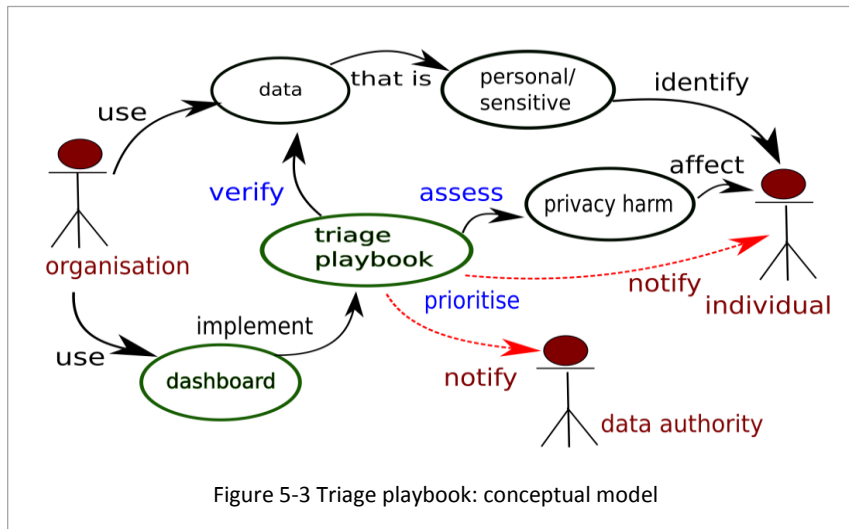 use
data
that is
personal/
sensitive
identify
verify
assess
privacy harm
affect
organisation
triage
playbook
prioritise
notify
individual
use
implement
dashboard
notify
data authority
Figure 5-3 Triage playbook: conceptual model